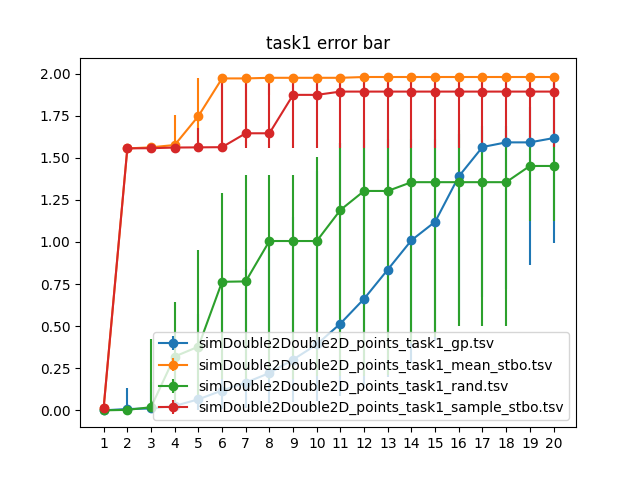 task1 error bar
2.00
1.75
1.50
1.25
1.00
0.75
0.50
0.25
0.00
simDouble2Double2D_points_task1_gp.tsv
simDouble2Double2D_points_task1_mean_stbo.tsv
simDouble2Double2D_points_task1_rand.tsv
simDouble2Double2D_points_task1_sample_stbo.tsv
1 2 3 4 5 6 7 8 9 10 11 12 13 14 15 16 17 18 19 20